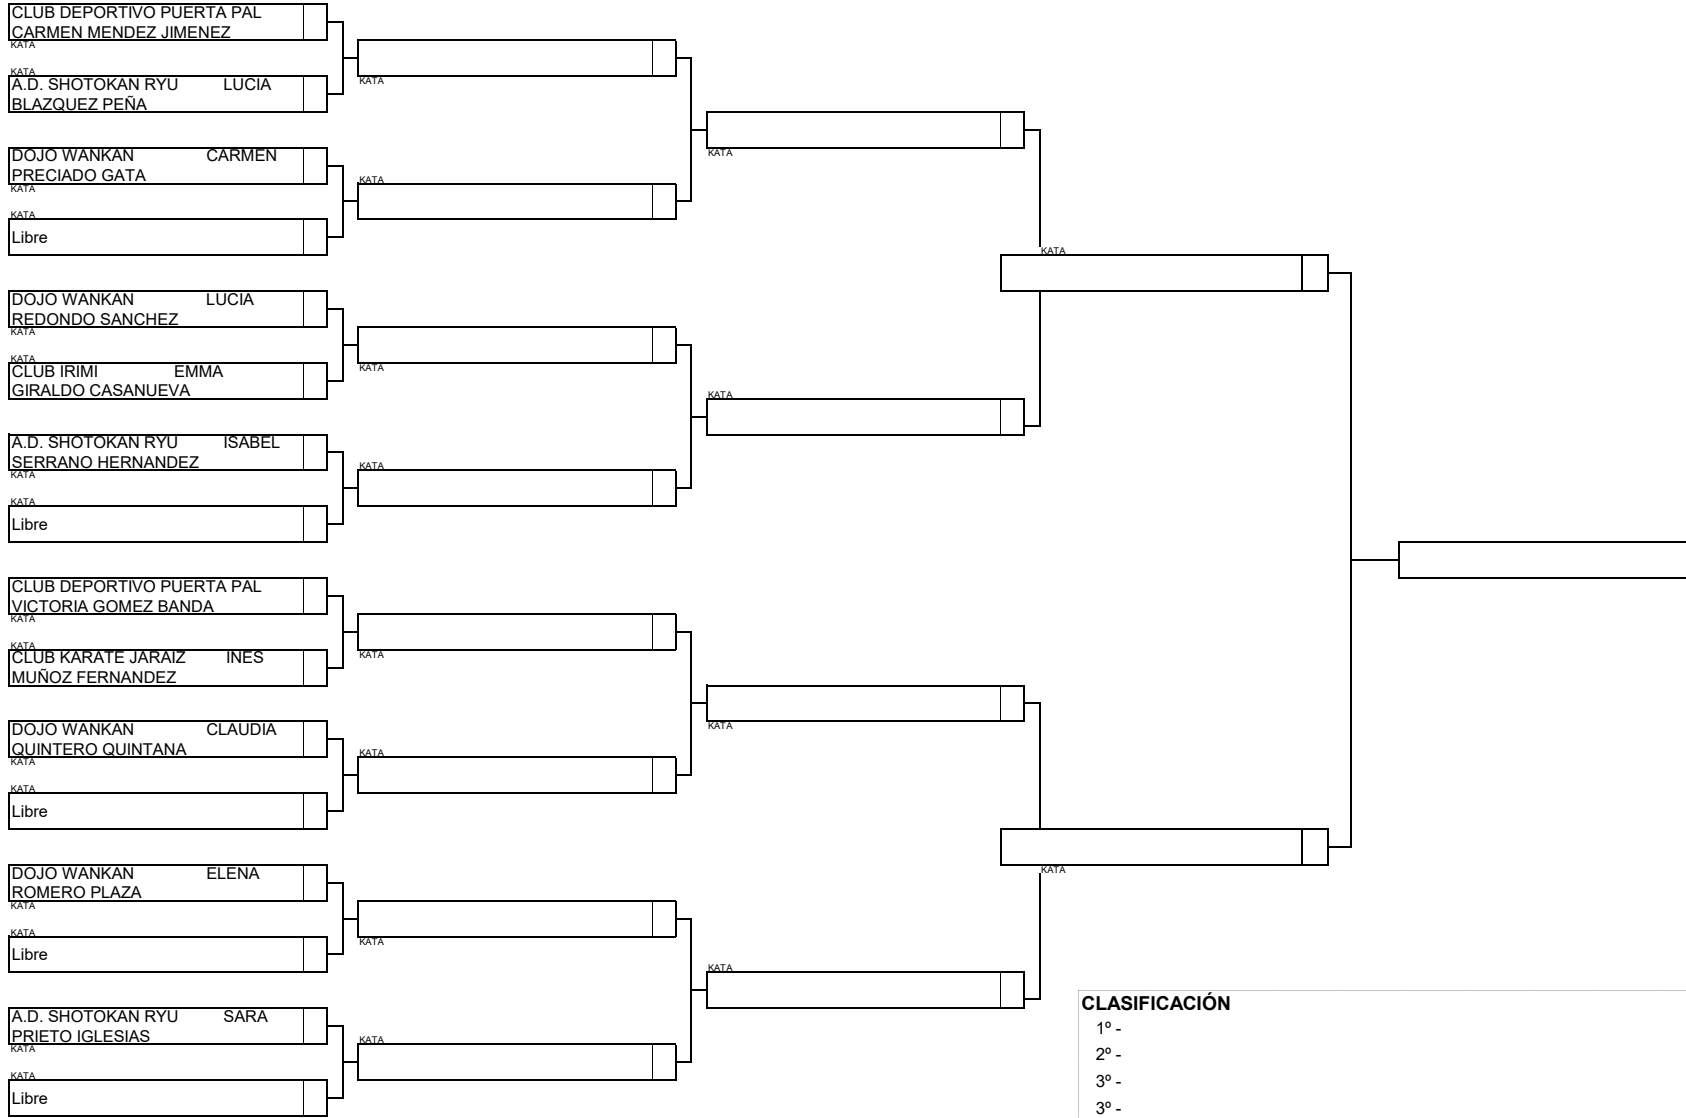 CLUB DEPORTIVO PUERTA PAL
CARMEN MENDEZ JIMENEZ
KATA
KATA
A.D. SHOTOKAN RYU LUCIA
BLAZQUEZ PEÑA
DOJO WANKAN CARMEN
PRECIADO GATA
KATA
KATA
Libre
DOJO WANKAN LUCIA
REDONDO SANCHEZ
KATA
KATA
CLUB IRIMI EMMA
GIRALDO CASANUEVA
A.D. SHOTOKAN RYU ISABEL
SERRANO HERNANDEZ
KATA
KATA
Libre
CLUB DEPORTIVO PUERTA PAL
VICTORIA GOMEZ BANDA
KATA
KATA
CLUB KARATE JARAIZ INES
MUÑOZ FERNANDEZ
DOJO WANKAN CLAUDIA
QUINTERO QUINTANA
KATA
KATA
Libre
DOJO WANKAN ELENA
ROMERO PLAZA
KATA
KATA
Libre
A.D. SHOTOKAN RYU SARA
PRIETO IGLESIAS
KATA
KATA
Libre
KATA
KATA
KATA
KATA
KATA
KATA
KATA
KATA
KATA
KATA
KATA
KATA
KATA
KATA
CLASIFICACIÓN
1º -
2º -
3º -
3º -